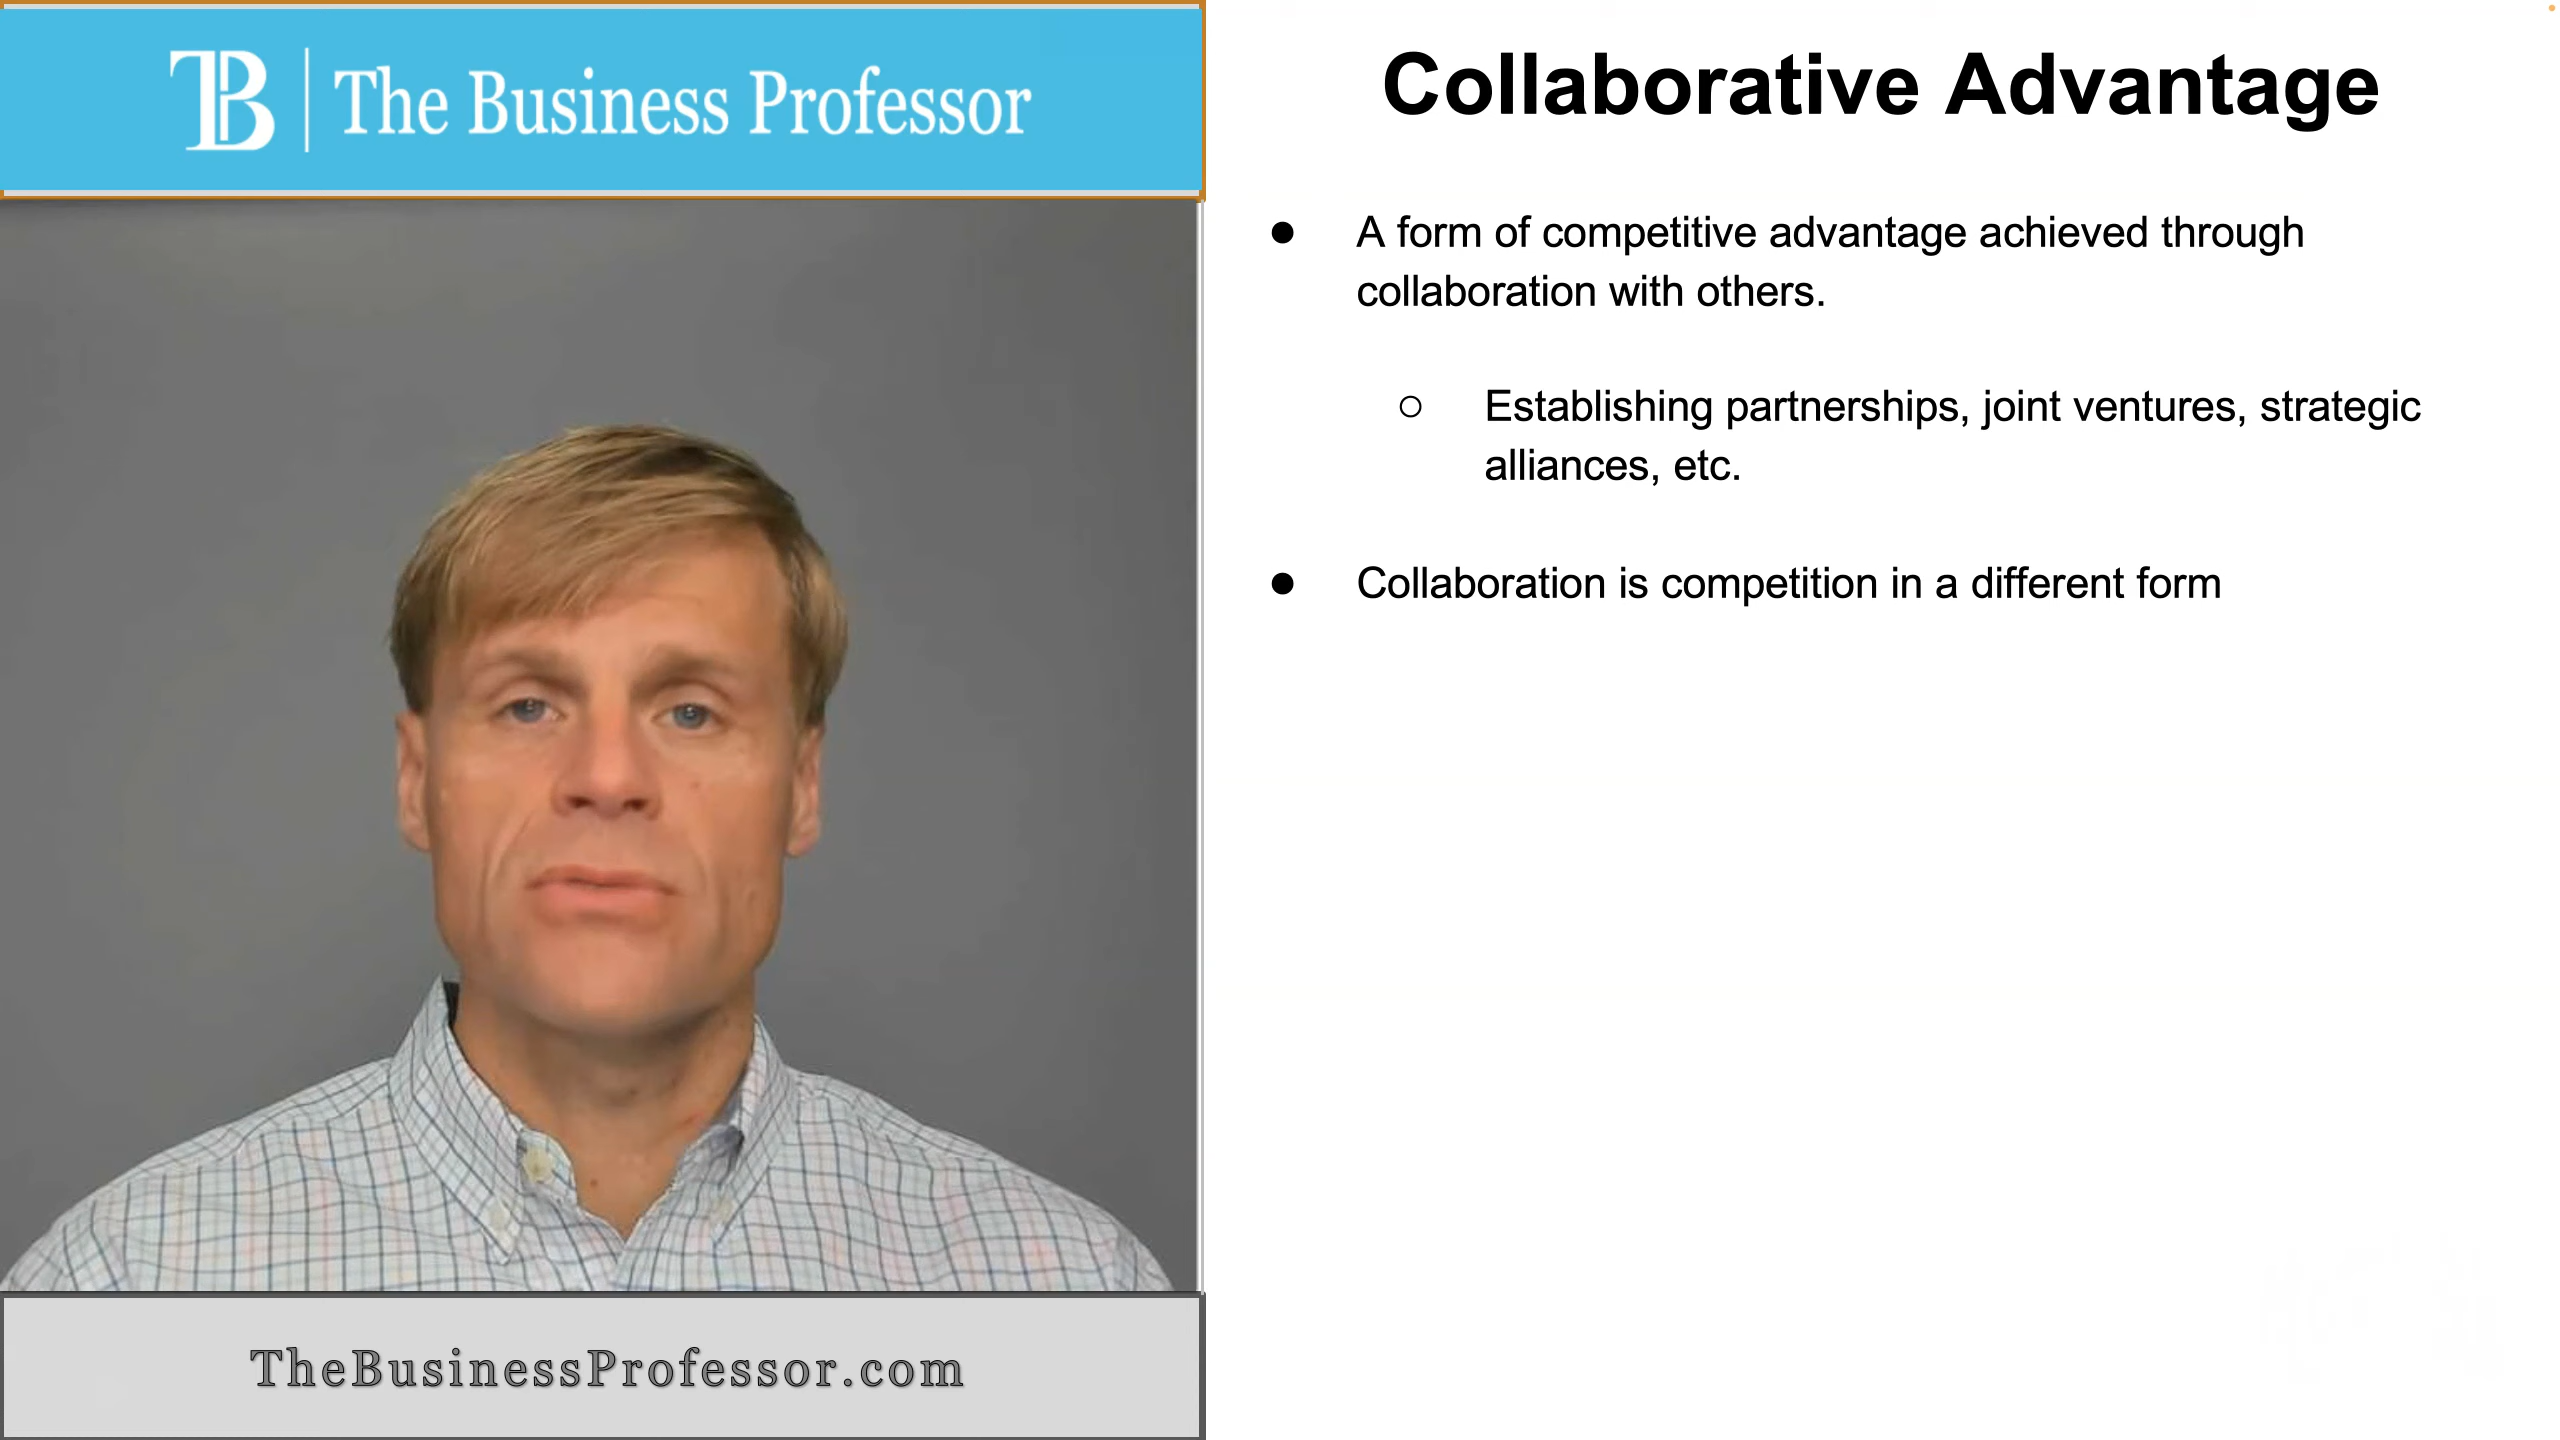 TB The Business Professor
Collaborative Advantage
● A form of competitive advantage achieved through
collaboration with others.
○ Establishing partnerships, joint ventures, strategic
alliances, etc.
● Collaboration is competition in a different form
TheBusinessProfessor.com